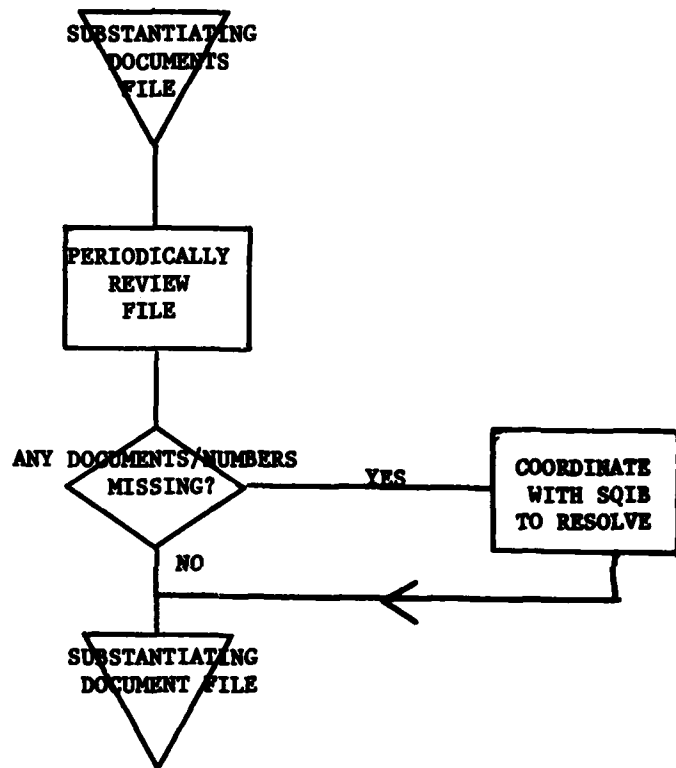 SUBSTANTIATING
DOCUMENTS
FILE
PERIODICALLY
REVIEW
FILE
ANY DOCUMENTS/NUMBERS
MISSING?
YES
COORDINATE
WITH SQIB
TO RESOLVE
NO
SUBSTANTIATING
DOCUMENT FILE